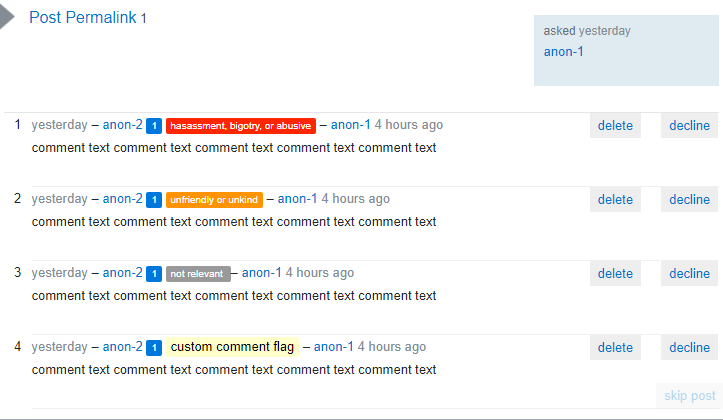 Post Permalink 1
asked yesterday
anon-1
1 yesterday – anon-2 1 hasassment, bigotry, or abusive – anon-1 4 hours ago delete decline
comment text comment text comment text comment text comment text
2 yesterday – anon-2 1 unfriendly or unkind – anon-1 4 hours ago delete decline
comment text comment text comment text comment text comment text
3 yesterday – anon-2 1 not relevant – anon-1 4 hours ago delete decline
comment text comment text comment text comment text comment text
4 yesterday – anon-2 1 custom comment flag – anon-1 4 hours ago delete decline
comment text comment text comment text comment text comment text
skip post